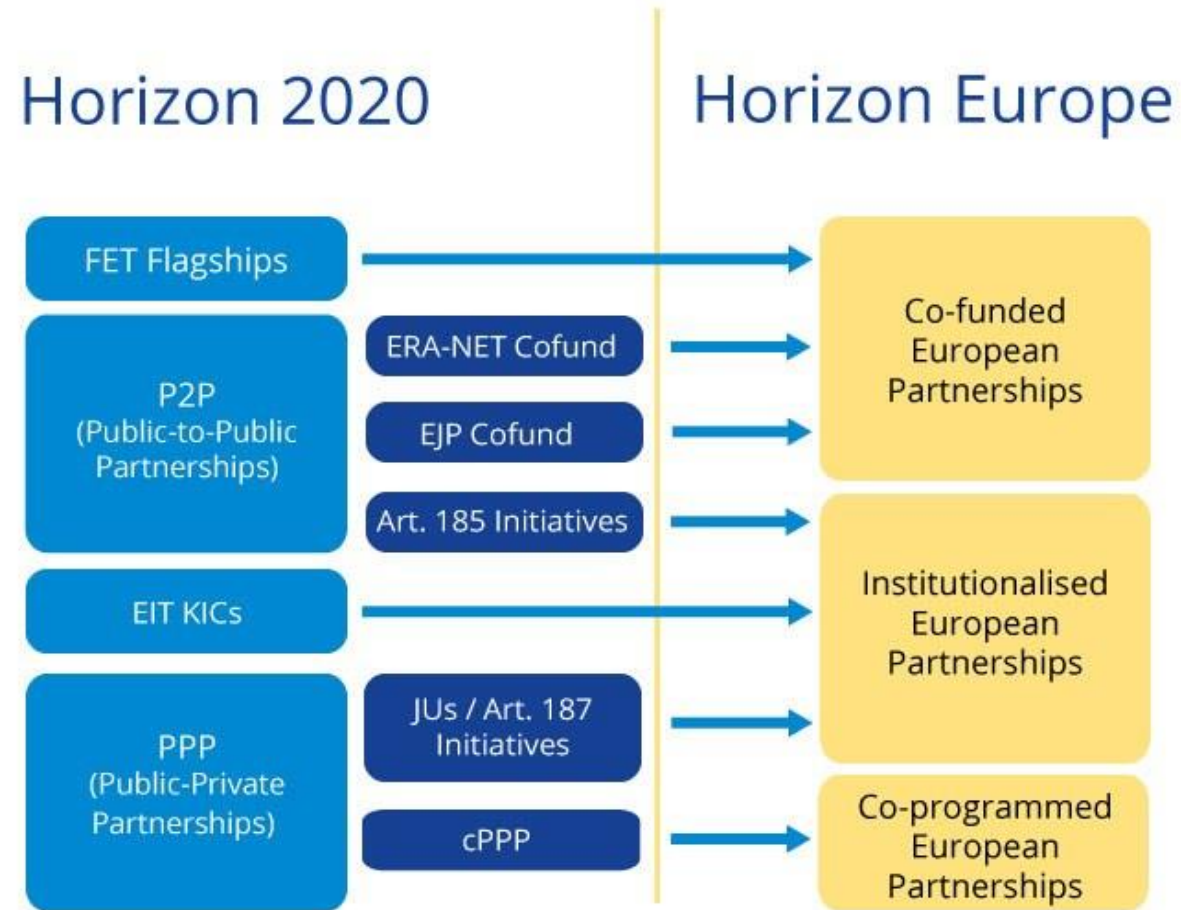 Horizon 2020
Horizon Europe
FET Flagships
P2P
(Public-to-Public
Partnerships)
ERA-NET Cofund
EJP Cofund
Art. 185 Initiatives
EIT KICs
PPP
(Public-Private
Partnerships)
JUs / Art. 187
Initiatives
cPPP
Co-funded
European
Partnerships
Institutionalised
European
Partnerships
Co-programmed
European
Partnerships